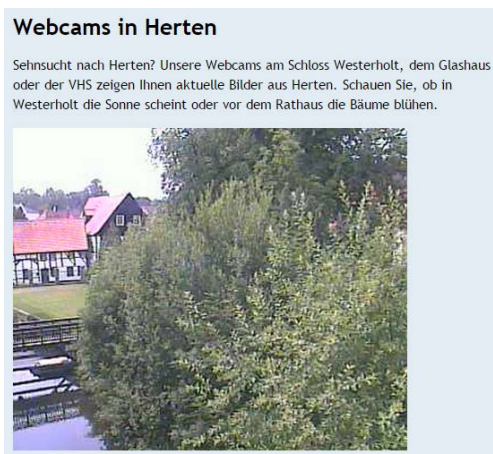 Webcams in Herten
Sehnsucht nach Herten? Unsere Webcams am Schloss Westerholt, dem Glashaus
oder der VHS zeigen Ihnen aktuelle Bilder aus Herten. Schauen Sie, ob in
Westerholt die Sonne scheint oder vor dem Rathaus die Bäume blühen.